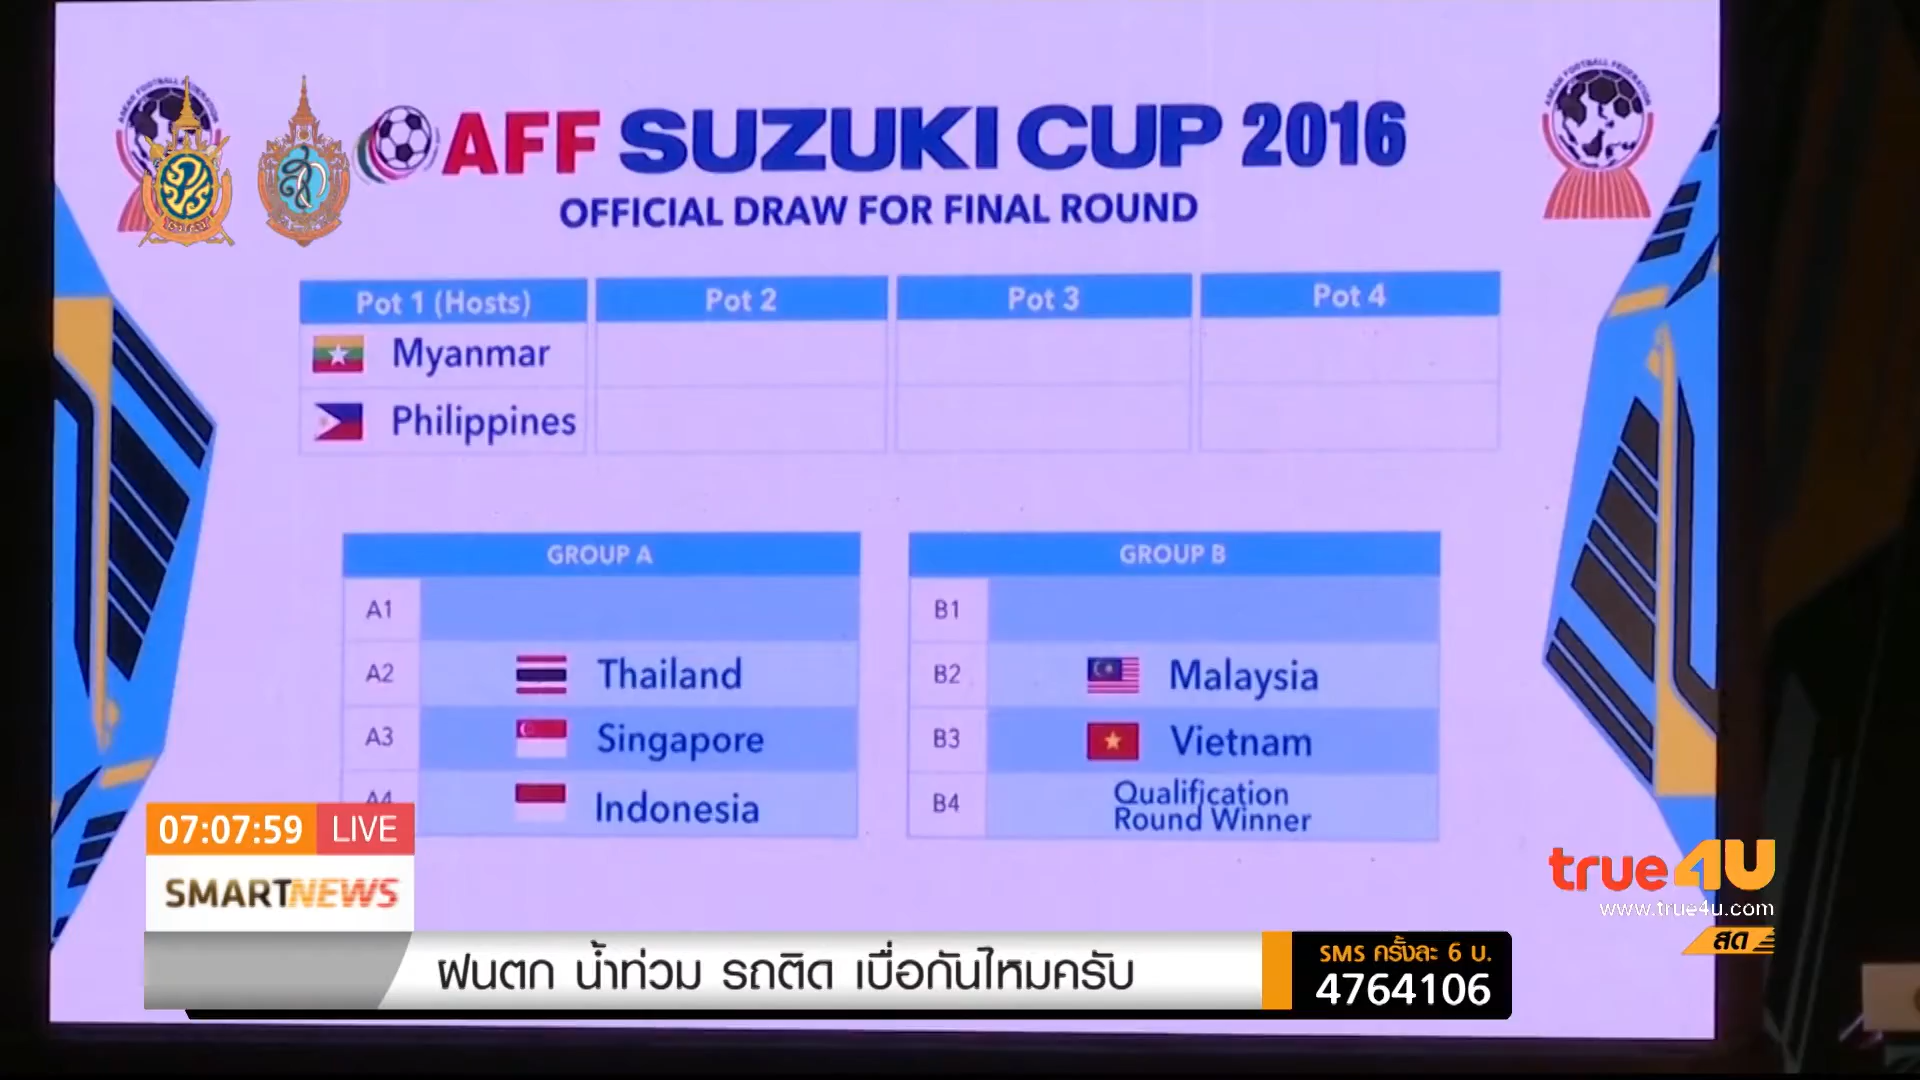 AFF SUZUKI CUP 2016
OFFICIAL DRAW FOR FINAL ROUND
Pot 1 (Hosts) Pot 2 Pot 3 Pot 4
Myanmar
Philippines
GROUP A
A1
A2 Thailand
A3 Singapore
A4 Indonesia
GROUP B
B1
B2 Malaysia
B3 Vietnam
B4 Qualification
Round Winner
07:07:59 LIVE
SMARTNEWS
true4U
www.true4u.com
สด
ฝนตก น้ำท่วม รถติด เบื่อกันไหมครับ
SMS ครั้งละ 6 บ.
4764106